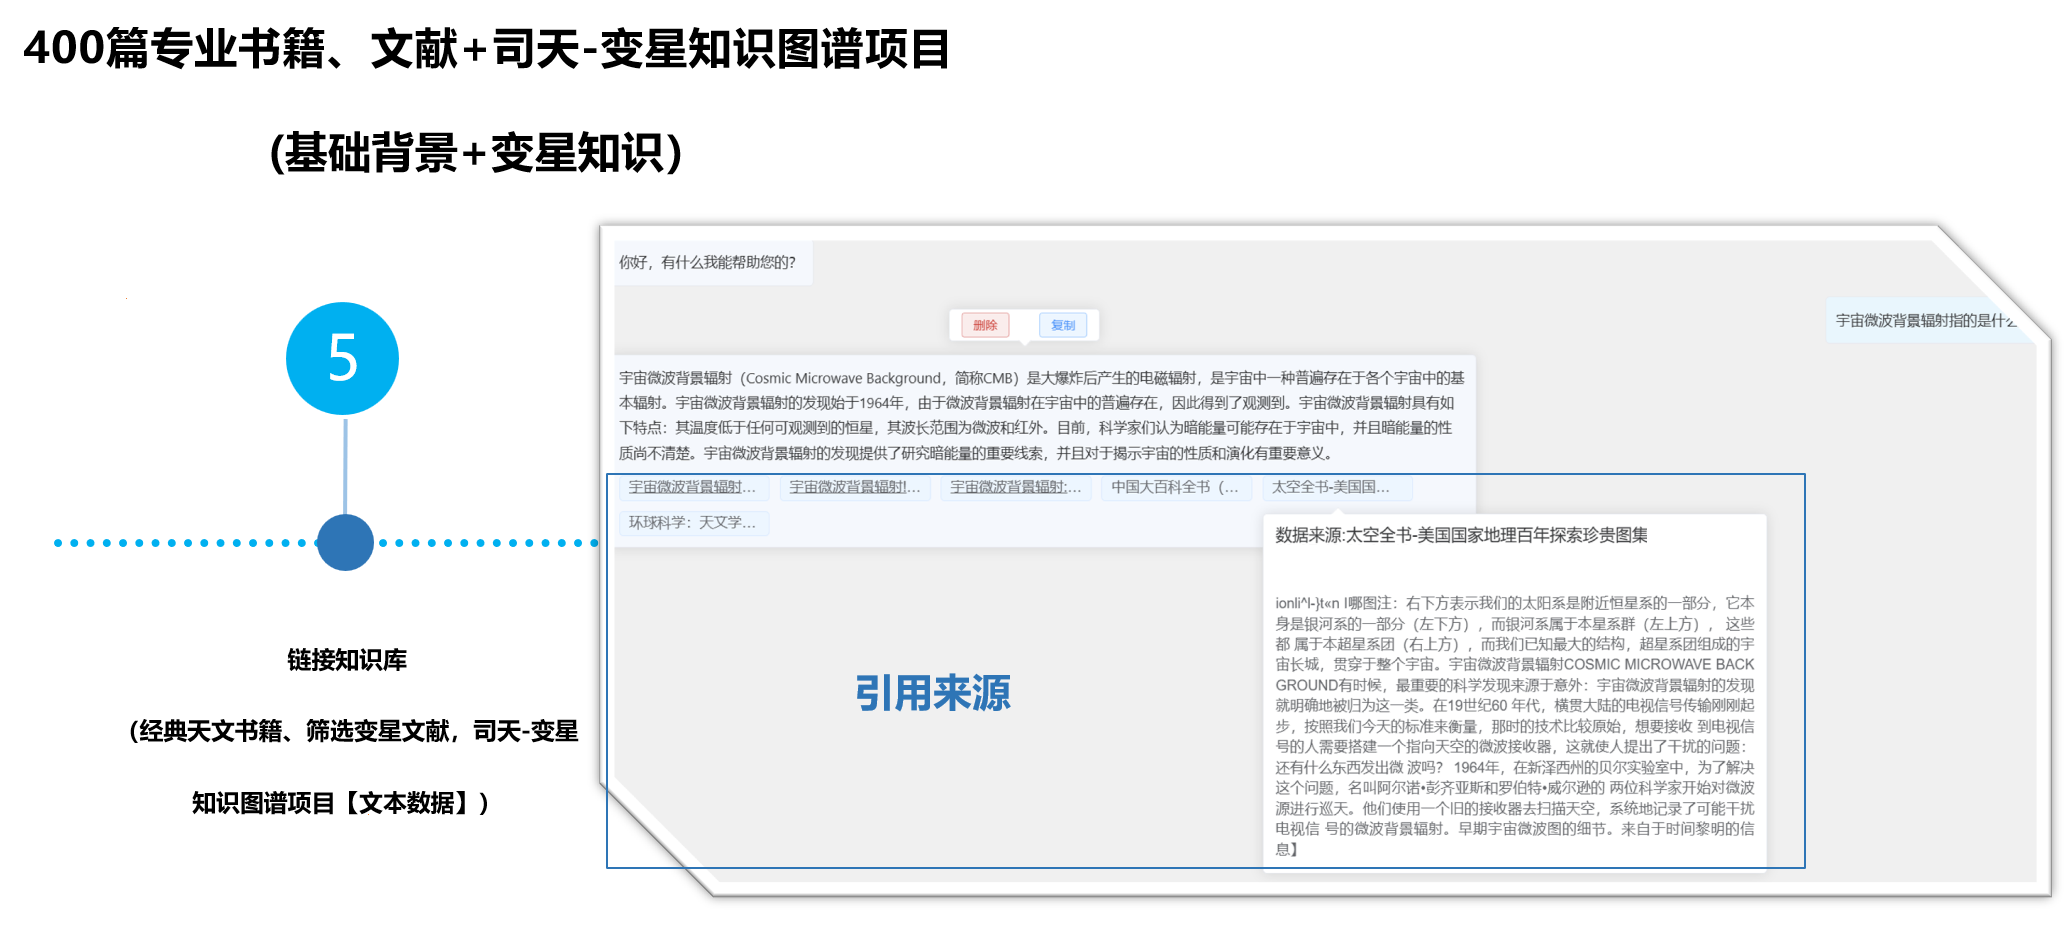 400篇专业书籍、文献+司天-变星知识图谱项目
(基础背景+变星知识)
5
链接知识库
（经典天文书籍、筛选变星文献，司天-变星
知识图谱项目【文本数据】）
你好，有什么我能帮助您的？
宇宙微波背景辐射指的是什么
删除
复制
宇宙微波背景辐射（Cosmic Microwave Background，简称CMB）是大爆炸后产生的电磁辐射，是宇宙中一种普遍存在于各个宇宙中的基
本辐射。宇宙微波背景辐射的发现始于1964年，由于微波背景辐射在宇宙中的普遍存在，因此得到了观测到。宇宙微波背景辐射具有如
下特点：其温度低于任何可观测到的恒星，其波长范围为微波和红外。目前，科学家们认为暗能量可能存在于宇宙中，并且暗能量的性
质尚不清楚。宇宙微波背景辐射的发现提供了研究暗能量的重要线索，并且对于揭示宇宙的性质和演化有重要意义。
宇宙微波背景辐射...
宇宙微波背景辐射!...
宇宙微波背景辐射:...
中国大百科全书（...
太空全书-美国国...
环球科学：天文学...
引用来源
数据来源:太空全书-美国国家地理百年探索珍贵图集
ionli^l-}t«n I哪图注：右下方表示我们的太阳系是附近恒星系的一部分，它本
身是银河系的一部分（左下方），而银河系属于本星系群（左上方）， 这些
都 属于本超星系团（右上方），而我们已知最大的结构，超星系团组成的宇
宙长城，贯穿于整个宇宙。宇宙微波背景辐射COSMIC MICROWAVE BACK
GROUND有时候，最重要的科学发现来源于意外：宇宙微波背景辐射的发现
就明确地被归为这一类。在19世纪60 年代，横贯大陆的电视信号传输刚刚起
步，按照我们今天的标准来衡量，那时的技术比较原始，想要接收 到电视信
号的人需要搭建一个指向天空的微波接收器，这就使人提出了干扰的问题：
还有什么东西发出微 波吗？ 1964年，在新泽西州的贝尔实验室中，为了解决
这个问题，名叫阿尔诺•彭齐亚斯和罗伯特•威尔逊的 两位科学家开始对微波
源进行巡天。他们使用一个旧的接收器去扫描天空，系统地记录了可能干扰
电视信 号的微波背景辐射。早期宇宙微波图的细节。来自于时间黎明的信
息】